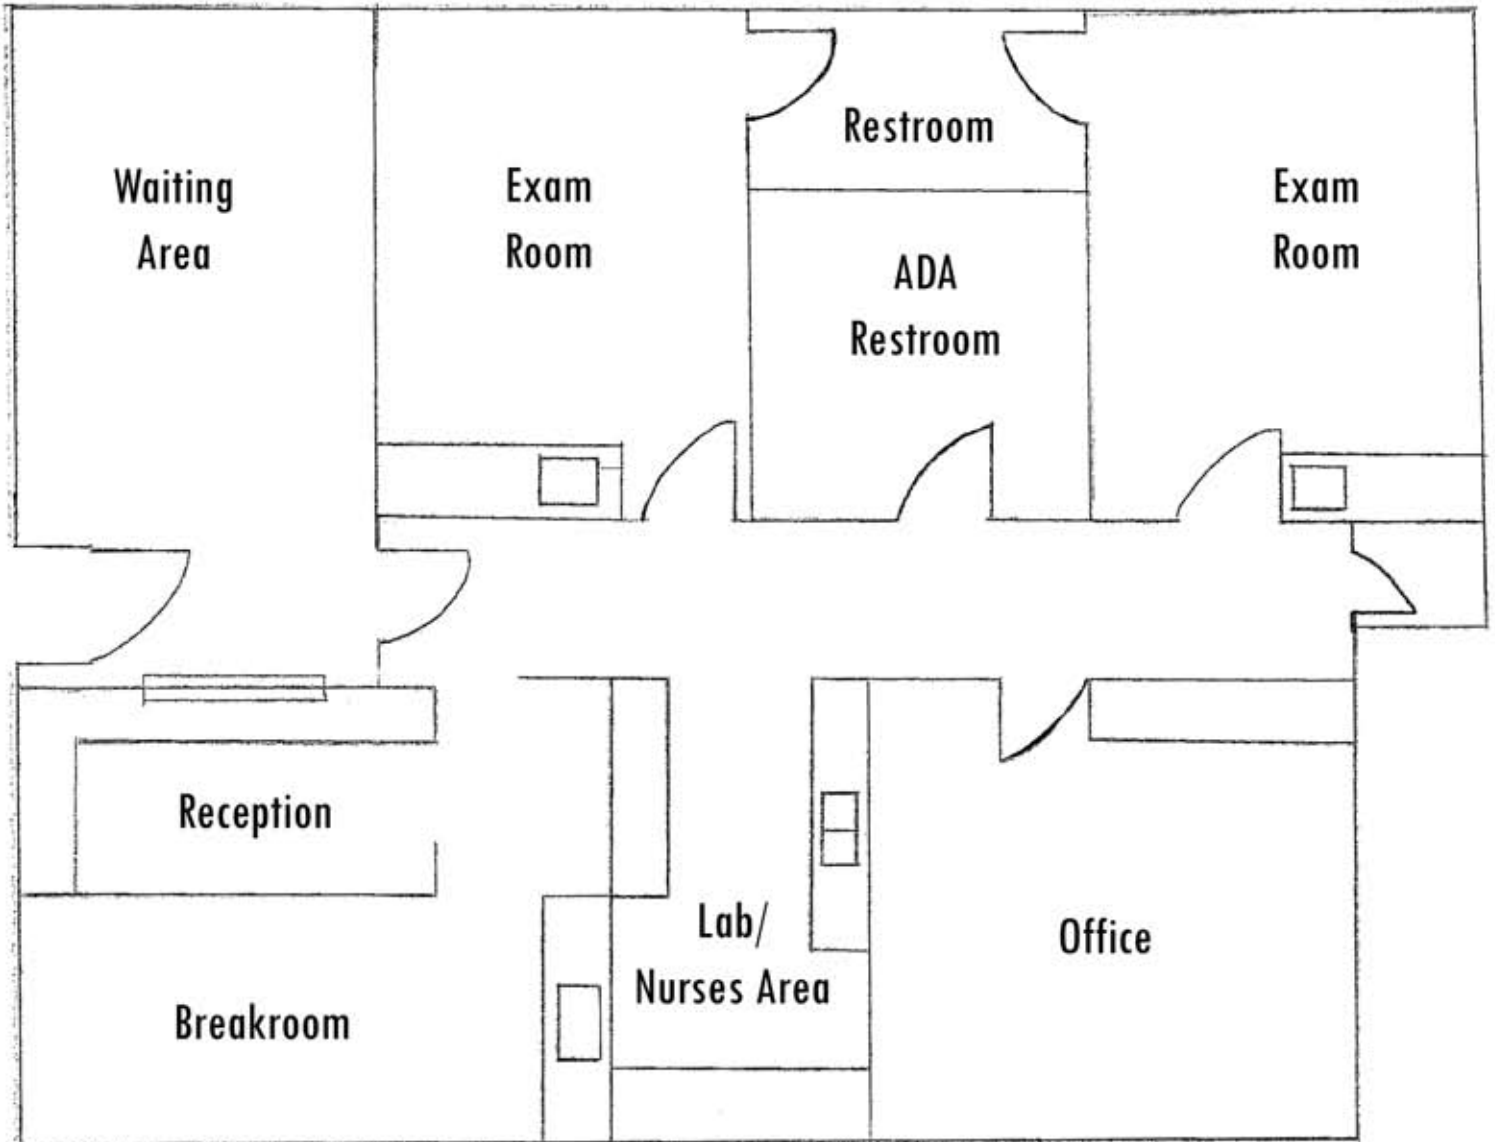 Waiting
Area
Exam
Room
Restroom
ADA
Restroom
Exam
Room
Reception
Breakroom
Lab/
Nurses Area
Office